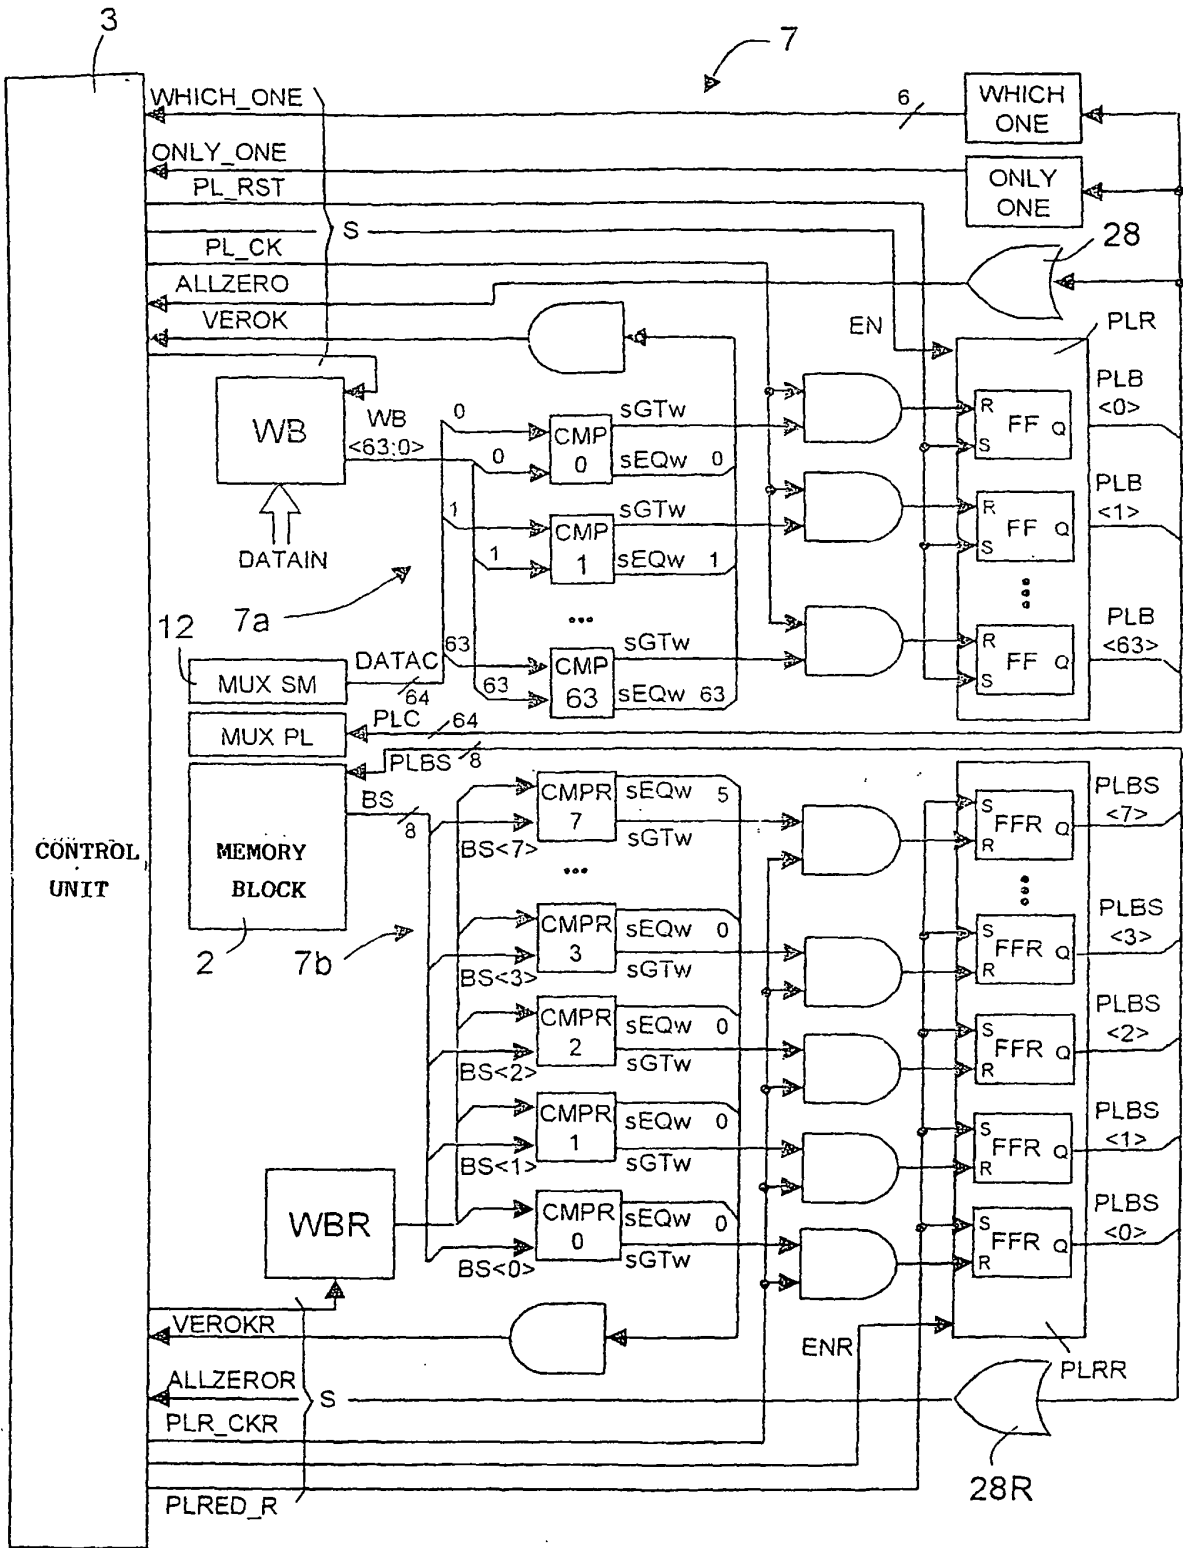 3
7
WHICH_ONE
6
WHICH
ONE
ONLY_ONE
ONLY
ONE
PL_RST
S
28
PL_CK
ALLZERO
VEROK
EN
PLR
WB
WB
<63:0>
DATAIN
7a
0
0
CMP
0
sGTw
sEQw 0
R
S
FF Q
PLB
<0>
1
1
CMP
1
sGTw
sEQw 1
R
S
FF Q
PLB
<1>
...
...
63
63
CMP
63
sGTw
sEQw 63
R
S
FF Q
PLB
<63>
12
MUX SM
DATAC
64
MUX PL
PLC
64
PLBS
8
BS
8
CONTROL
UNIT
MEMORY
BLOCK
2
7b
BS<7>
CMPR
7
sEQw 5
sGTw
S
R
FFR Q
PLBS
<7>
...
...
BS<3>
CMPR
3
sEQw 0
sGTw
S
R
FFR Q
PLBS
<3>
BS<2>
CMPR
2
sEQw 0
sGTw
S
R
FFR Q
PLBS
<2>
BS<1>
CMPR
1
sEQw 0
sGTw
S
R
FFR Q
PLBS
<1>
WBR
BS<0>
CMPR
0
sEQw 0
sGTw
S
R
FFR Q
PLBS
<0>
VEROKR
ENR
PLRR
ALLZEROR
S
PLR_CKR
28R
PLRED_R